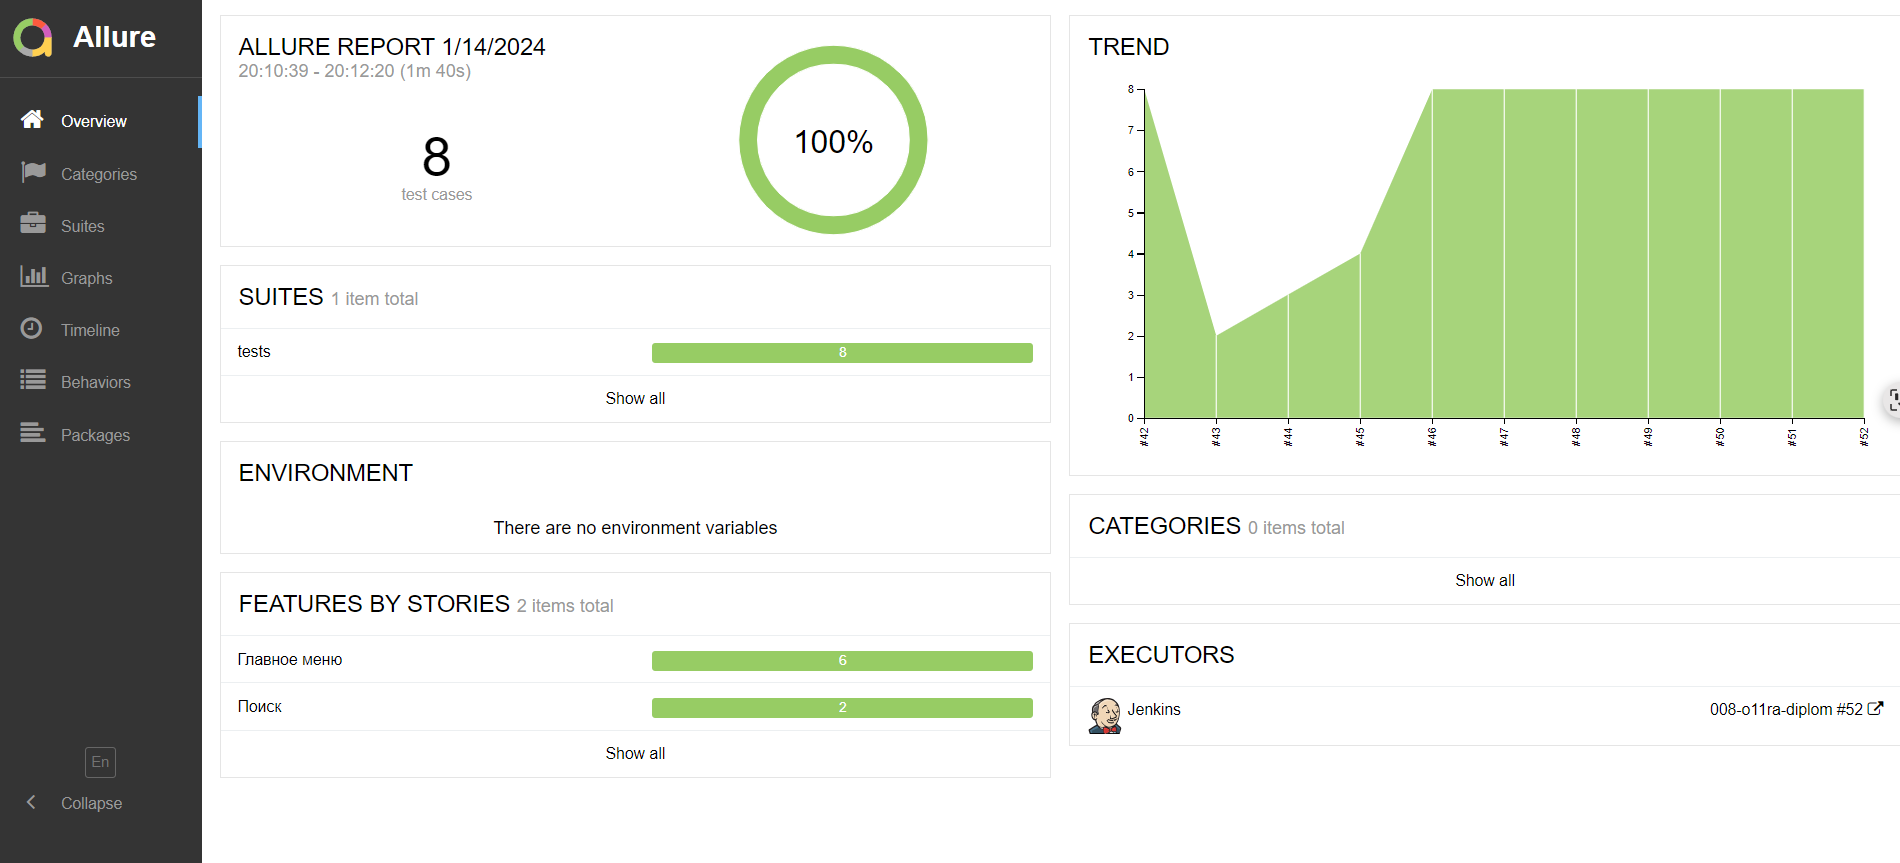 Allure
Overview
Categories
Suites
Graphs
Timeline
Behaviors
Packages
En
Collapse
ALLURE REPORT 1/14/2024
20:10:39 - 20:12:20 (1m 40s)
8
test cases
100%
SUITES 1 item total
tests 8
Show all
ENVIRONMENT
There are no environment variables
FEATURES BY STORIES 2 items total
Главное меню 6
Поиск 2
Show all
TREND
8
7
6
5
4
3
2
1
0
#42 #43 #44 #45 #46 #47 #48 #49 #50 #51 #52
CATEGORIES 0 items total
Show all
EXECUTORS
Jenkins 008-o11ra-diplom #52